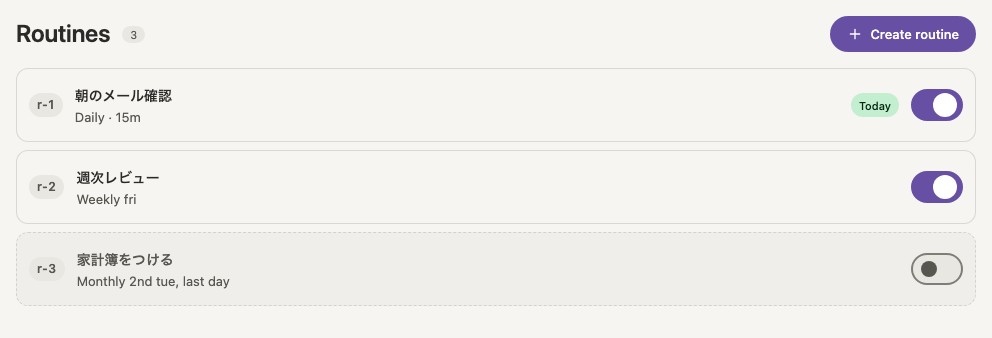 Routines 3
+ Create routine
r-1
朝のメール確認
Daily · 15m
Today
r-2
週次レビュー
Weekly fri
r-3
家計簿をつける
Monthly 2nd tue, last day